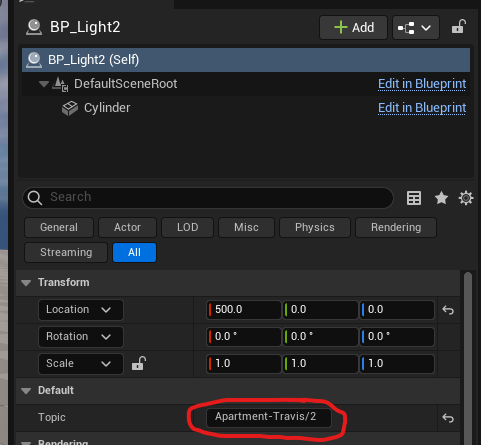 BP_Light2
+ Add
BP_Light2 (Self)
DefaultSceneRoot Edit in Blueprint
Cylinder Edit in Blueprint
Search
General Actor LOD Misc Physics Rendering
Streaming All
Transform
Location 500.0 0.0 0.0
Rotation 0.0 ° 0.0 ° 0.0 °
Scale 1.0 1.0 1.0
Default
Topic Apartment-Travis/2
Rendering